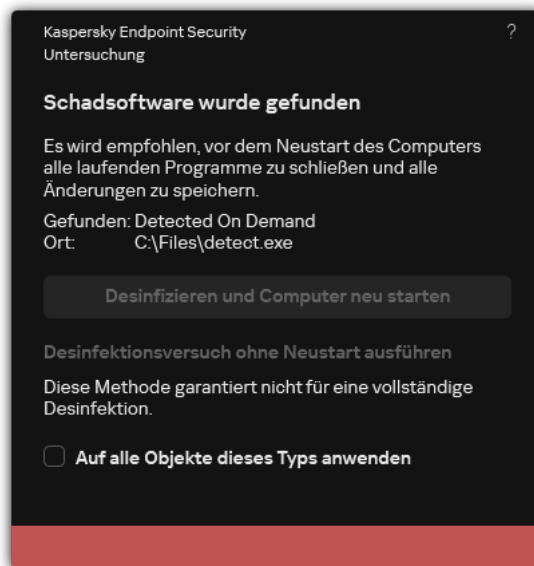 Kaspersky Endpoint Security
?
Untersuchung
Schadsoftware wurde gefunden
Es wird empfohlen, vor dem Neustart des Computers
alle laufenden Programme zu schließen und alle
Änderungen zu speichern.
Gefunden: Detected On Demand
Ort: C:\Files\detect.exe
Desinfizieren und Computer neu starten
Desinfektionsversuch ohne Neustart ausführen
Diese Methode garantiert nicht für eine vollständige
Desinfektion.
Auf alle Objekte dieses Typs anwenden